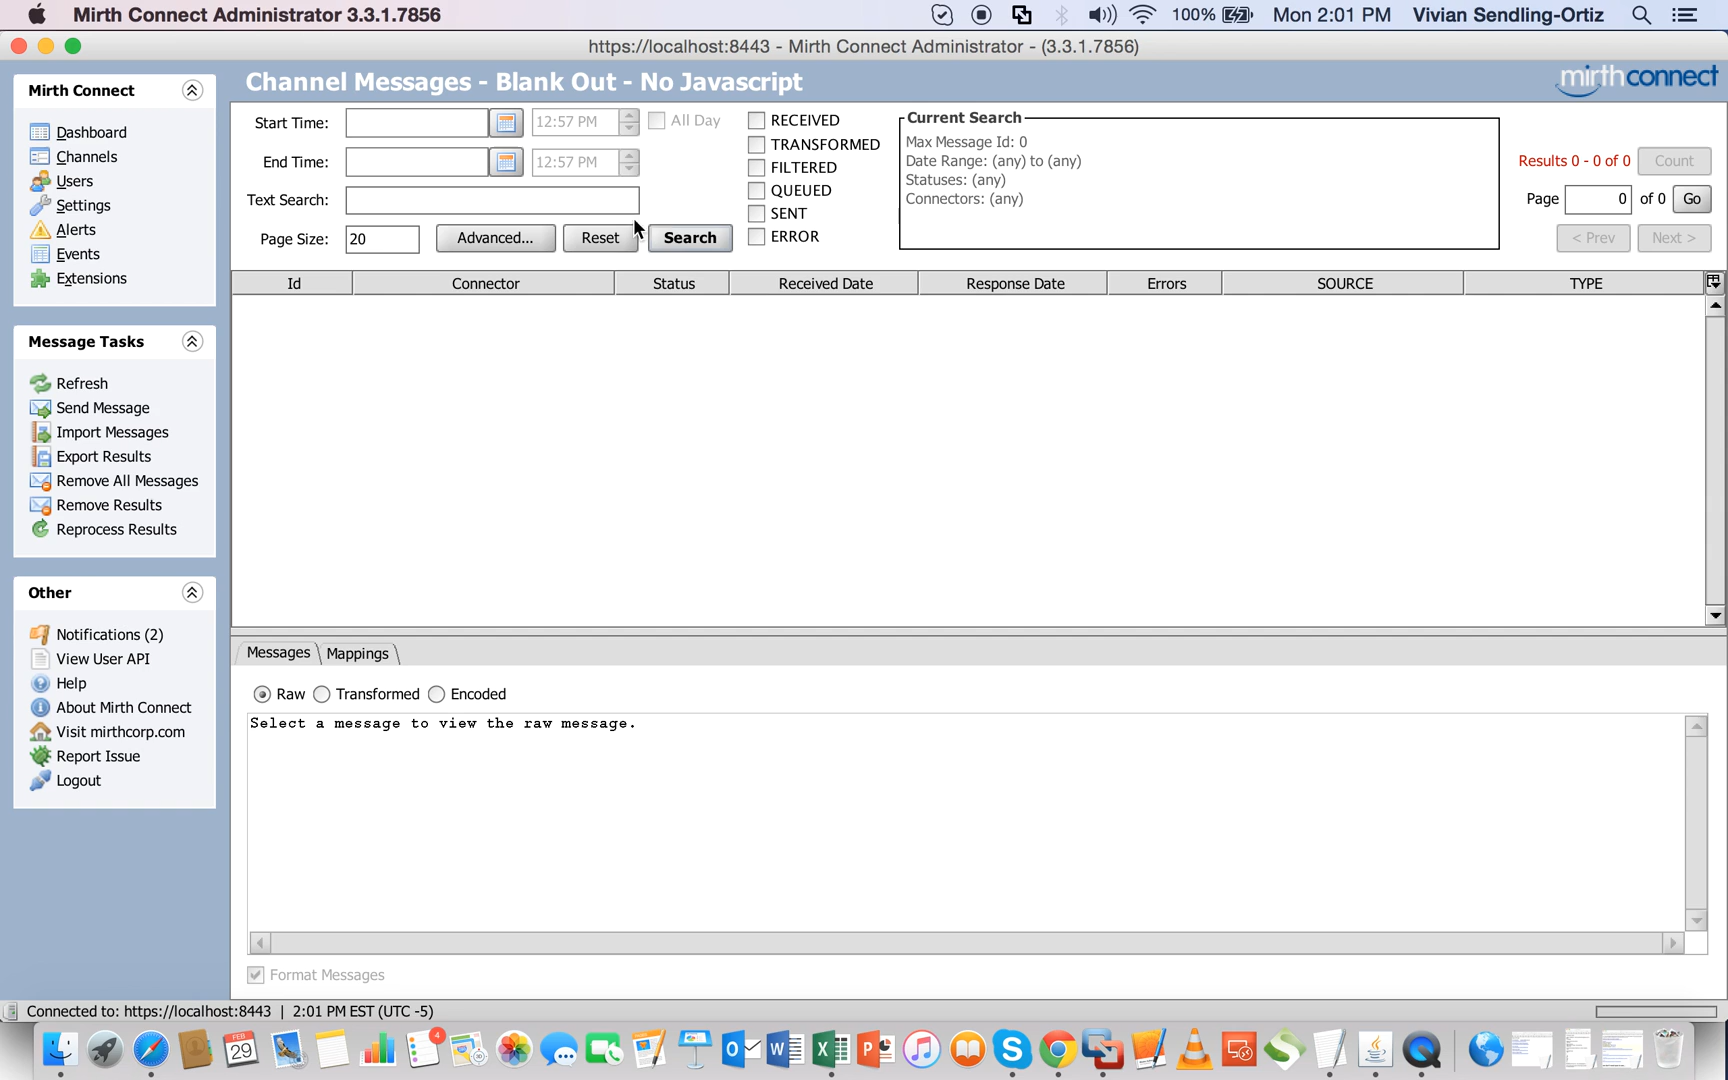 Mirth Connect Administrator 3.3.1.7856
100% Mon 2:01 PM Vivian Sendling-Ortiz
https://localhost:8443 - Mirth Connect Administrator - (3.3.1.7856)
Mirth Connect
Dashboard
Channels
Users
Settings
Alerts
Events
Extensions
Message Tasks
Refresh
Send Message
Import Messages
Export Results
Remove All Messages
Remove Results
Reprocess Results
Other
Notifications (2)
View User API
Help
About Mirth Connect
Visit mirthcorp.com
Report Issue
Logout
Channel Messages - Blank Out - No Javascript
mirthconnect
Start Time: 12:57 PM All Day
End Time: 12:57 PM
Text Search:
Page Size: 20 Advanced... Reset Search
RECEIVED
TRANSFORMED
FILTERED
QUEUED
SENT
ERROR
Current Search
Max Message Id: 0
Date Range: (any) to (any)
Statuses: (any)
Connectors: (any)
Results 0 - 0 of 0 Count
Page 0 of 0 Go
< Prev Next >
Id Connector Status Received Date Response Date Errors SOURCE TYPE
Messages Mappings
Raw Transformed Encoded
Select a message to view the raw message.
Format Messages
Connected to: https://localhost:8443 | 2:01 PM EST (UTC -5)
FEB
29
4